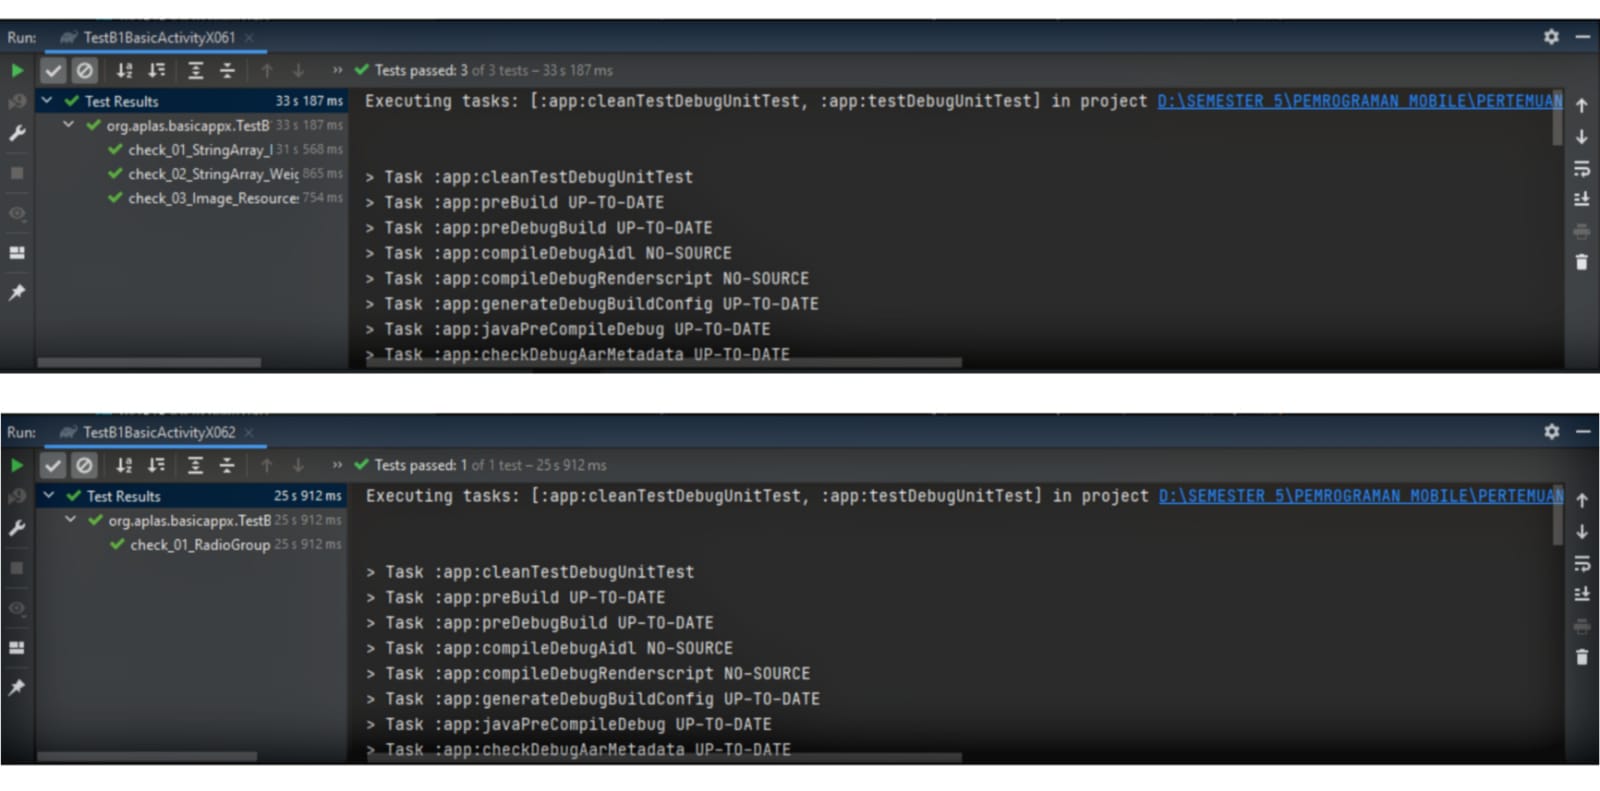 Run: TestB1BasicActivityX061 ×
» Tests passed: 3 of 3 tests – 33 s 187 ms
Test Results 33 s 187 ms
org.aplas.basicappx.TestB 33 s 187 ms
check_01_StringArray_ 31 s 568 ms
check_02_StringArray_Weig 865 ms
check_03_Image_Resource 754 ms
Executing tasks: [:app:cleanTestDebugUnitTest, :app:testDebugUnitTest] in project D:\SEMESTER 5\PEMROGRAMAN MOBILE\PERTEMUAN
> Task :app:cleanTestDebugUnitTest
> Task :app:preBuild UP-TO-DATE
> Task :app:preDebugBuild UP-TO-DATE
> Task :app:compileDebugAidl NO-SOURCE
> Task :app:compileDebugRenderscript NO-SOURCE
> Task :app:generateDebugBuildConfig UP-TO-DATE
> Task :app:javaPreCompileDebug UP-TO-DATE
> Task :app:checkDebugAarMetadata UP-TO-DATE
Run: TestB1BasicActivityX062 ×
» Tests passed: 1 of 1 test – 25 s 912 ms
Test Results 25 s 912 ms
org.aplas.basicappx.TestB 25 s 912 ms
check_01_RadioGroup 25 s 912 ms
Executing tasks: [:app:cleanTestDebugUnitTest, :app:testDebugUnitTest] in project D:\SEMESTER 5\PEMROGRAMAN MOBILE\PERTEMUAN
> Task :app:cleanTestDebugUnitTest
> Task :app:preBuild UP-TO-DATE
> Task :app:preDebugBuild UP-TO-DATE
> Task :app:compileDebugAidl NO-SOURCE
> Task :app:compileDebugRenderscript NO-SOURCE
> Task :app:generateDebugBuildConfig UP-TO-DATE
> Task :app:javaPreCompileDebug UP-TO-DATE
> Task :app:checkDebugAarMetadata UP-TO-DATE